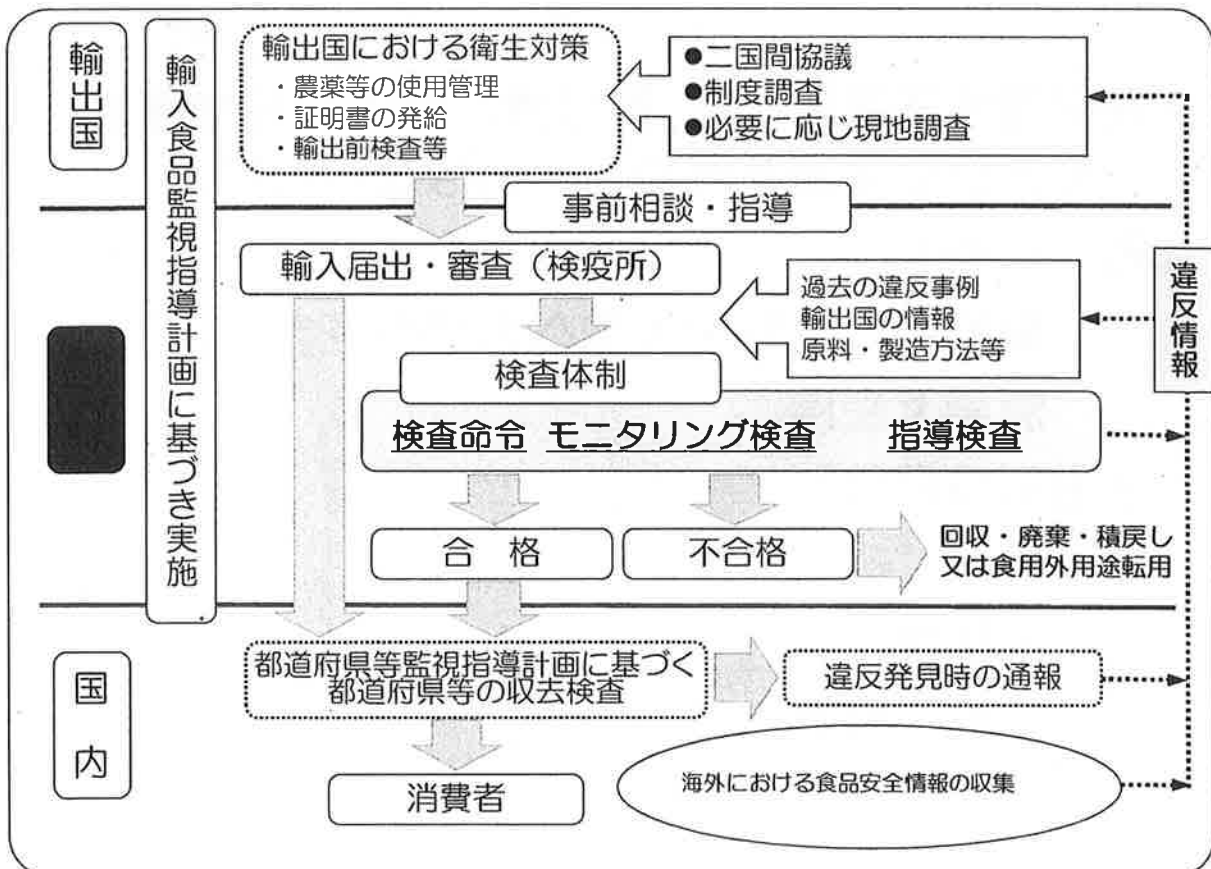 輸出国
輸入食品監視指導計画に基づき実施
輸出国における衛生対策
・農薬等の使用管理
・証明書の発給
・輸出前検査等
●二国間協議
●制度調査
●必要に応じ現地調査
事前相談・指導
輸入届出・審査（検疫所）
過去の違反事例
輸出国の情報
原料・製造方法等
違反情報
検査体制
検査命令 モニタリング検査 指導検査
合　格
不合格
回収・廃棄・積戻し
又は食用外用途転用
国内
都道府県等監視指導計画に基づく
都道府県等の収去検査
違反発見時の通報
消費者
海外における食品安全情報の収集